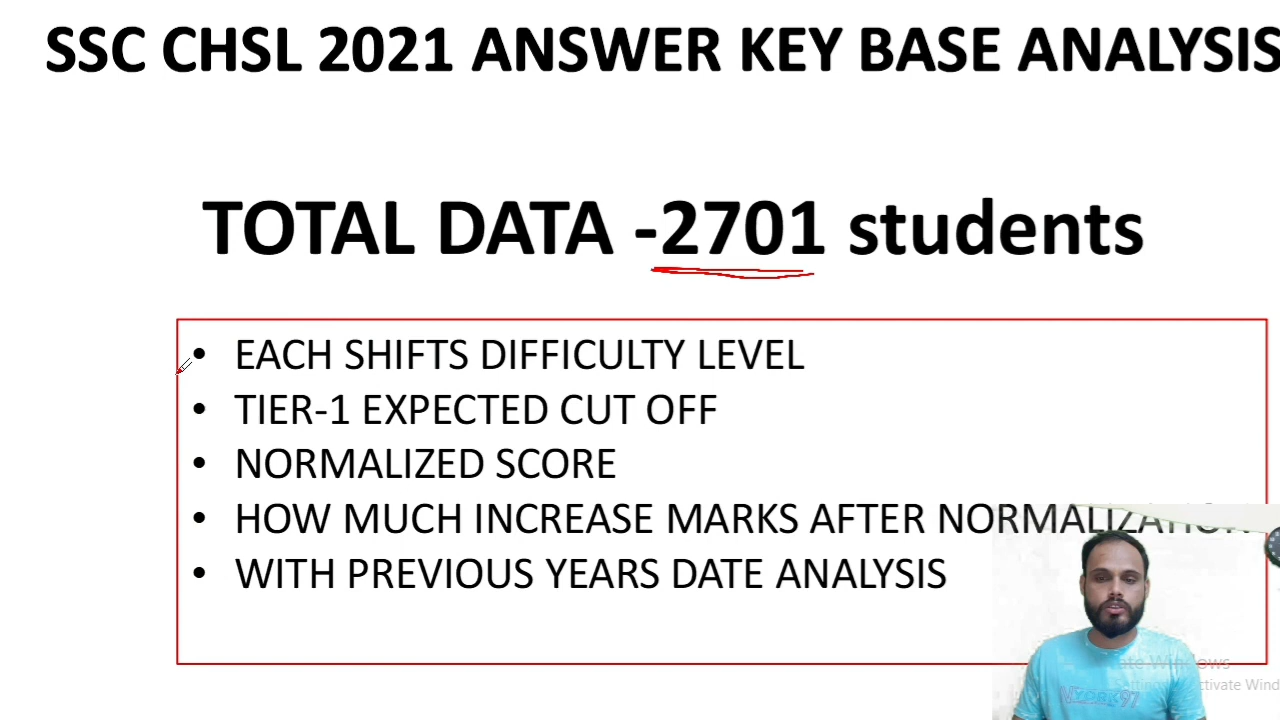 SSC CHSL 2021 ANSWER KEY BASE ANALYSIS
TOTAL DATA -2701 students
• EACH SHIFTS DIFFICULTY LEVEL
• TIER-1 EXPECTED CUT OFF
• NORMALIZED SCORE
• HOW MUCH INCREASE MARKS AFTER NORMALIZATION
• WITH PREVIOUS YEARS DATE ANALYSIS